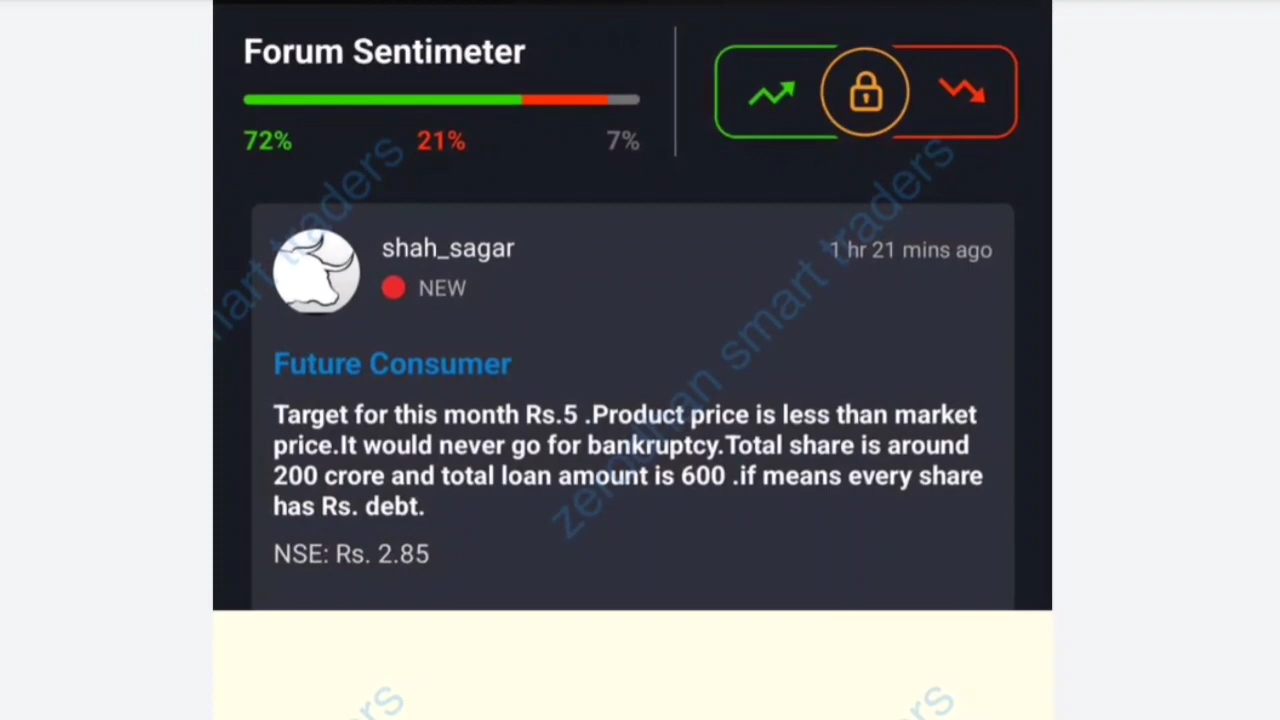 Forum Sentimeter
72% 21% 7%
shah_sagar
1 hr 21 mins ago
NEW
Future Consumer
Target for this month Rs.5 .Product price is less than market
price.It would never go for bankruptcy.Total share is around
200 crore and total loan amount is 600 .if means every share
has Rs. debt.
NSE: Rs. 2.85
smart traders